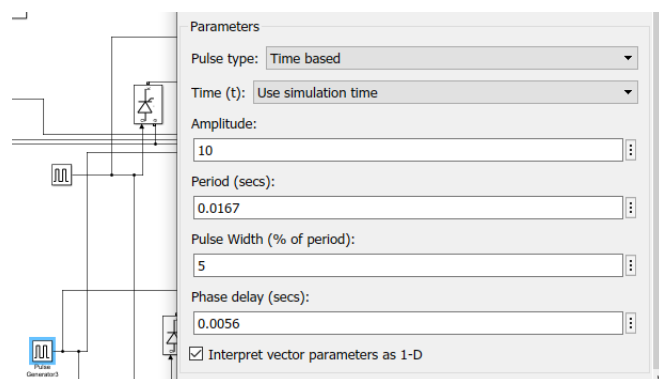 Parameters
Pulse type: Time based
Time (t): Use simulation time
Amplitude:
10
Period (secs):
0.0167
Pulse Width (% of period):
5
Phase delay (secs):
0.0056
Interpret vector parameters as 1-D
Pulse
Generator3